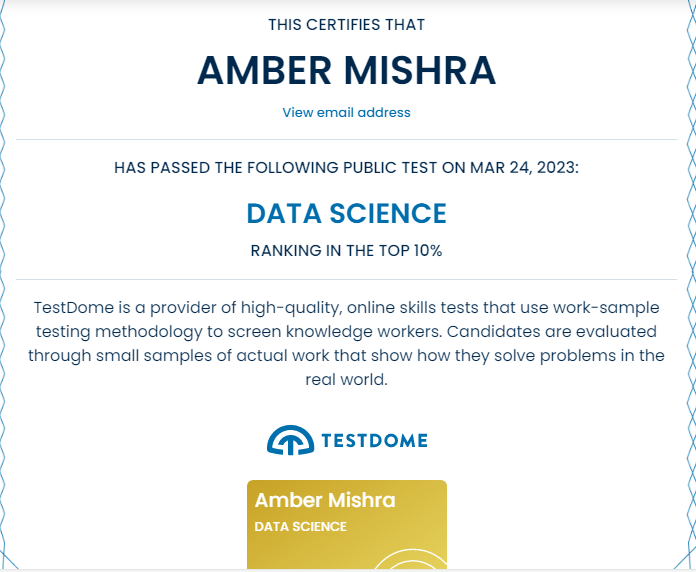 THIS CERTIFIES THAT
AMBER MISHRA
View email address
HAS PASSED THE FOLLOWING PUBLIC TEST ON MAR 24, 2023:
DATA SCIENCE
RANKING IN THE TOP 10%
TestDome is a provider of high-quality, online skills tests that use work-sample
testing methodology to screen knowledge workers. Candidates are evaluated
through small samples of actual work that show how they solve problems in the
real world.
TESTDOME
Amber Mishra
DATA SCIENCE